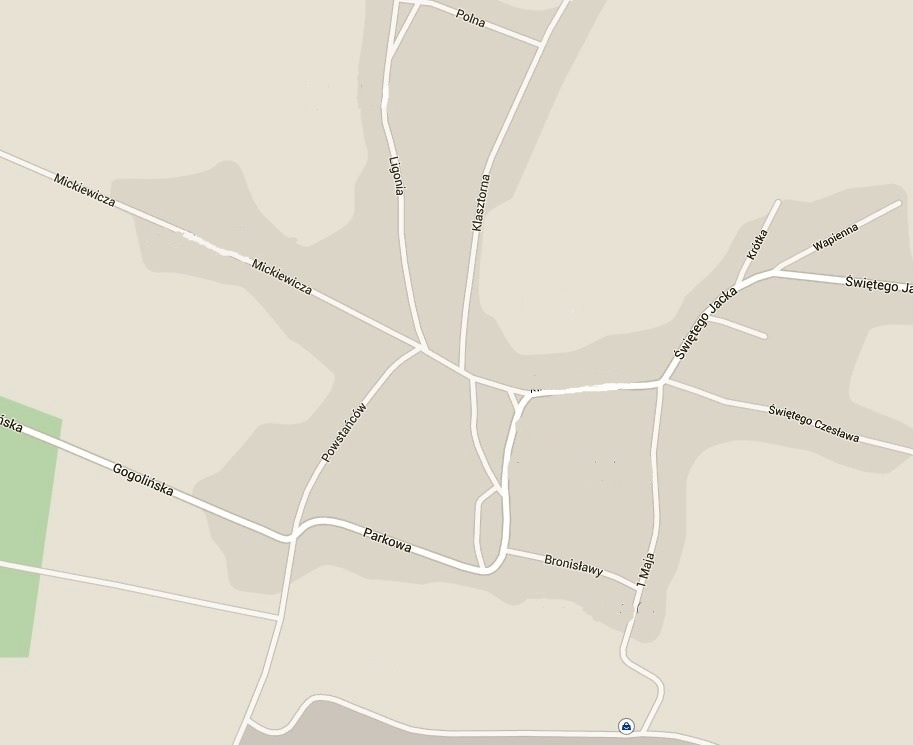 Polna
Ligonia
Mickiewicza
Klasztorna
Krótka
Wapienna
Mickiewicza
Świętego Ja
Świętego Jacka
Powstańców
Świętego Czesława
ińska
Gogolińska
Parkowa
Bronisławy
1 Maja